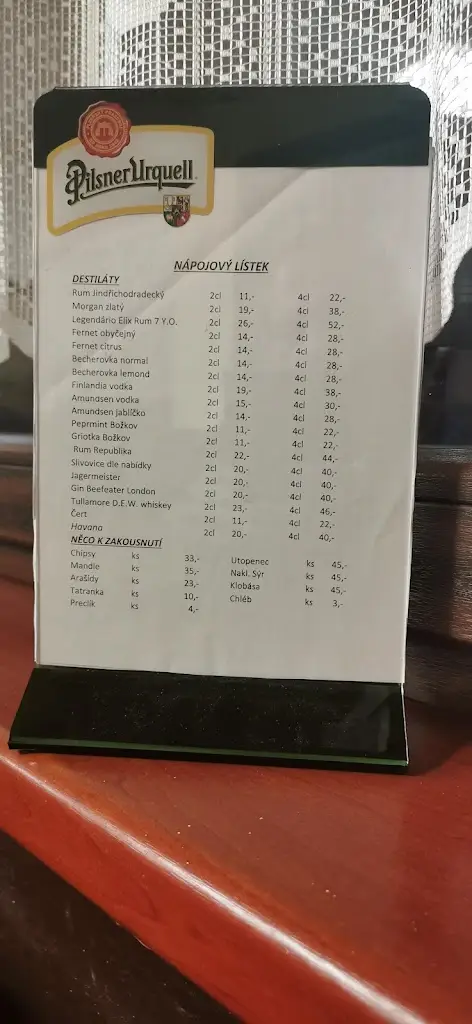 Pilsner Urquell
NÁPOJOVÝ LÍSTEK
DESTILÁTY
Rum Jindřichodradecký 2cl 11,- 4cl 22,-
Morgan zlatý 2cl 19,- 4cl 38,-
Legendário Elix Rum 7 Y.O. 2cl 26,- 4cl 52,-
Fernet obyčejný 2cl 14,- 4cl 28,-
Fernet citrus 2cl 14,- 4cl 28,-
Becherovka normal 2cl 14,- 4cl 28,-
Becherovka lemond 2cl 14,- 4cl 28,-
Finlandia vodka 2cl 19,- 4cl 38,-
Amundsen vodka 2cl 15,- 4cl 30,-
Amundsen jablíčko 2cl 14,- 4cl 28,-
Peprmint Božkov 2cl 11,- 4cl 22,-
Griotka Božkov 2cl 11,- 4cl 22,-
Rum Republika 2cl 22,- 4cl 44,-
Slivovice dle nabídky 2cl 20,- 4cl 40,-
Jagermeister 2cl 20,- 4cl 40,-
Gin Beefeater London 2cl 20,- 4cl 40,-
Tullamore D.E.W. whiskey 2cl 23,- 4cl 46,-
Čert 2cl 11,- 4cl 22,-
Havana 2cl 20,- 4cl 40,-
NĚCO K ZAKOUSNUTÍ
Chipsy ks 33,- Utopenec ks 45,-
Mandle ks 35,- Nakl. Sýr ks 45,-
Arašídy ks 23,- Klobása ks 45,-
Tatranka ks 10,- Chléb ks 3,-
Preclík ks 4,-